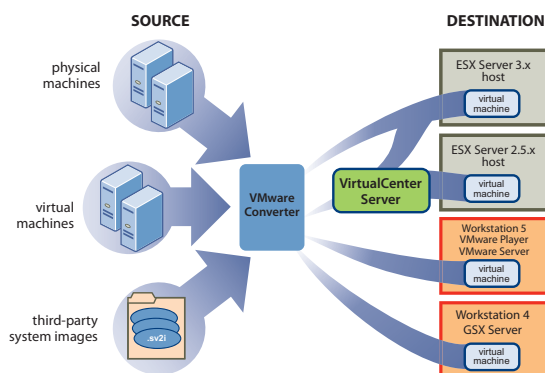 SOURCE
DESTINATION
physical
machines
virtual
machines
third-party
system images
.sv2i
VMware
Converter
VirtualCenter
Server
ESX Server 3.x
host
virtual
machine
ESX Server 2.5.x
host
virtual
machine
Workstation 5
VMware Player
VMware Server
virtual
machine
Workstation 4
GSX Server
virtual
machine